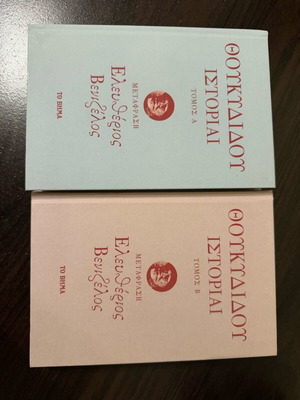 ΘΟΥΚΥΔΙΔΟΥ
ΙΣΤΟΡΙΑΙ
ΤΟΜΟΣ Α
ΜΕΤΑΦΡΑΣΗ
Ελευθέριος
Βενιζέλος
ΤΟ ΒΗΜΑ
ΘΟΥΚΥΔΙΔΟΥ
ΙΣΤΟΡΙΑΙ
ΤΟΜΟΣ Β
ΜΕΤΑΦΡΑΣΗ
Ελευθέριος
Βενιζέλος
ΤΟ ΒΗΜΑ